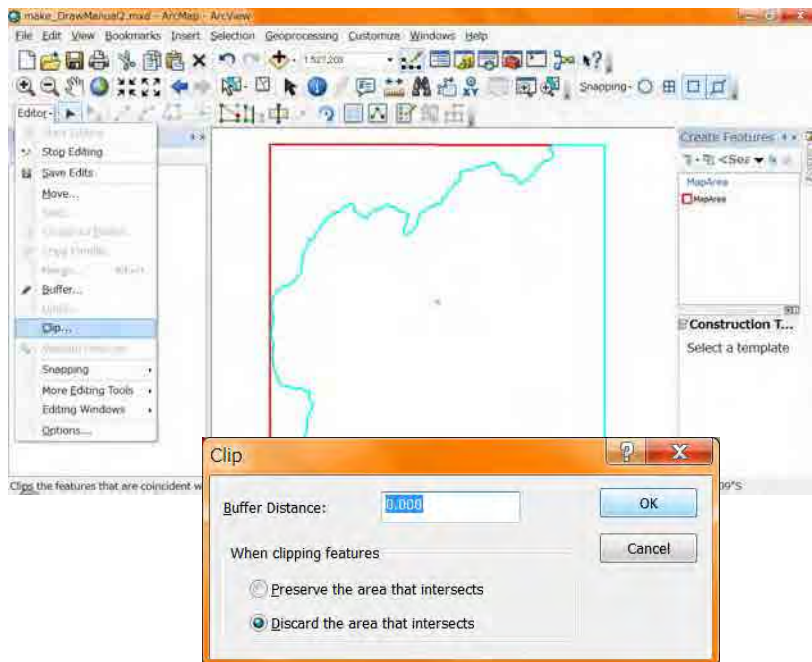 make_DrawManual2.mxd - ArcMap - ArcView
File Edit View Bookmarks Insert Selection Geoprocessing Customize Windows Help
Snapping
Editor
Stop Editing
Save Edits
Move...
Buffer...
Clip...
Snapping
More Editing Tools
Editing Windows
Options...
Create Features
MapArea
MapArea
Construction T...
Select a template
Clips the features that are coincident w
Clip
Buffer Distance:
0.000
OK
When clipping features
Cancel
Preserve the area that intersects
Discard the area that intersects